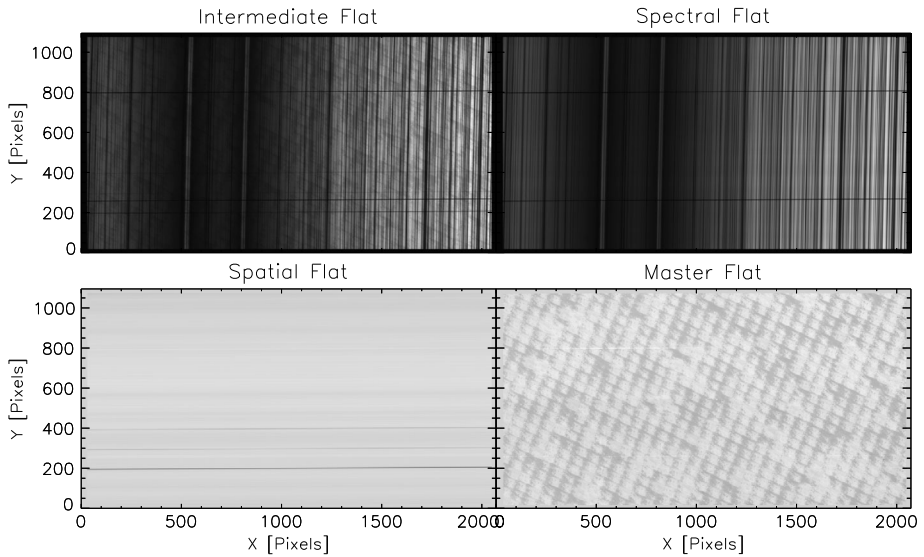 Intermediate Flat
Spectral Flat
1000
800
600
400
200
0
Y [Pixels]
Spatial Flat
Master Flat
1000
800
600
400
200
0
Y [Pixels]
0 500 1000 1500 2000
0 500 1000 1500 2000
X [Pixels]
X [Pixels]